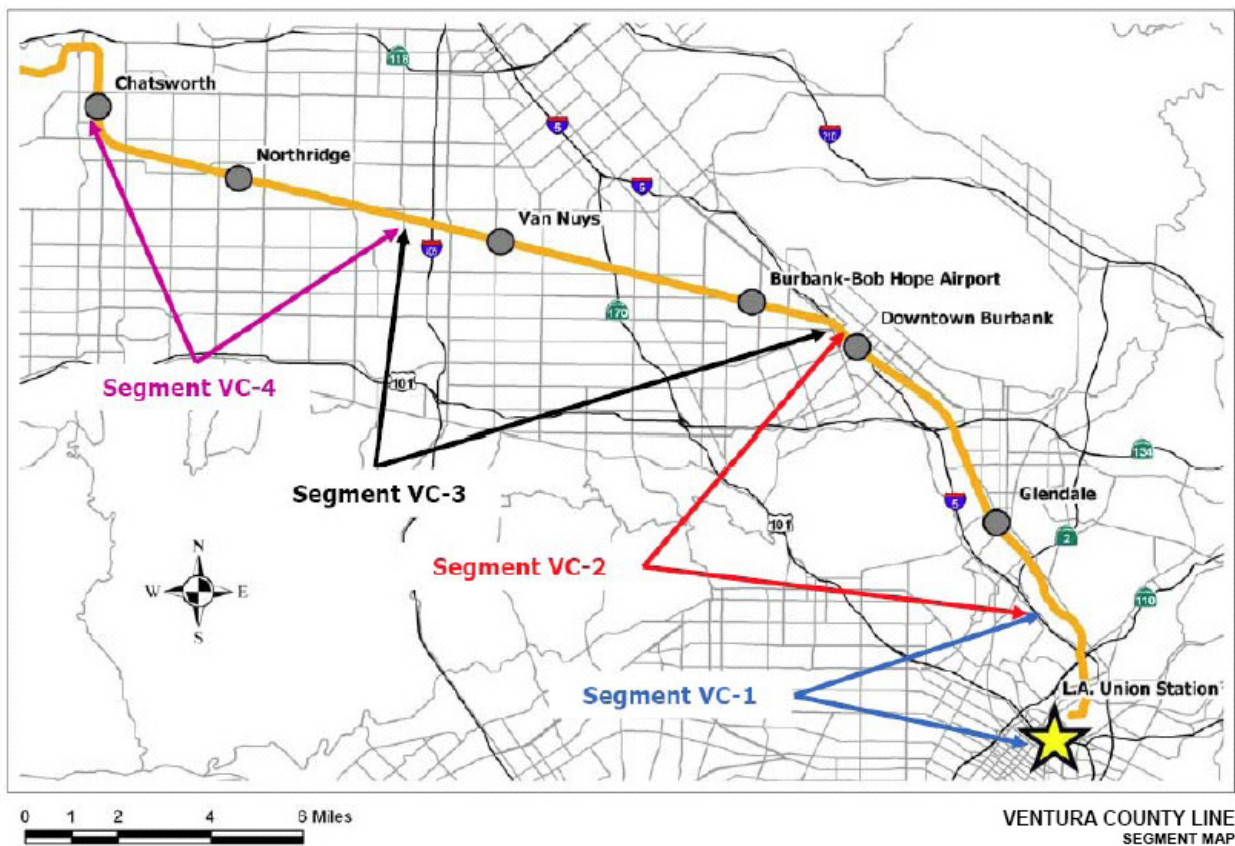 118
Chatsworth
5
210
Northridge
5
Van Nuys
405
Burbank-Bob Hope Airport
170
Downtown Burbank
Segment VC-4
101
134
Segment VC-3
Glendale
5
101
2
N
W E
S
Segment VC-2
110
Segment VC-1
L.A. Union Station
0 1 2 4 6 Miles
VENTURA COUNTY LINE
SEGMENT MAP